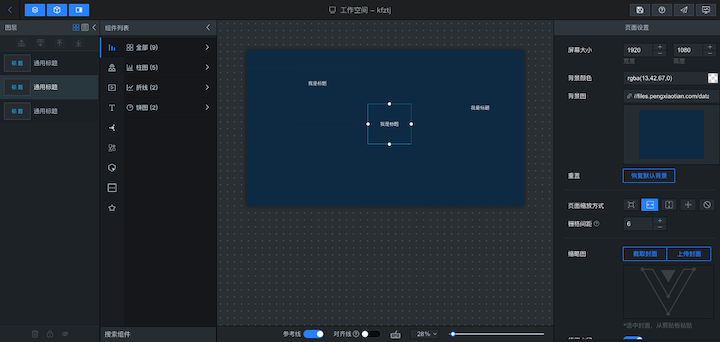 工作空间 – kfztj
图层
标题 通用标题
标题 通用标题
标题 通用标题
组件列表
全部 (9)
柱图 (5)
折线 (2)
饼图 (2)
搜索组件
我是标题
我是标题
我是标题
参考线
对齐线
28%
页面设置
屏幕大小 1920 1080
宽度 高度
背景颜色 rgba(13,42,67,0)
背景图 //files.pengxiaotian.com/data
重置 恢复默认背景
页面缩放方式
栅格间距 6
缩略图 截取封面 上传封面
*选中封面，从剪贴板粘贴